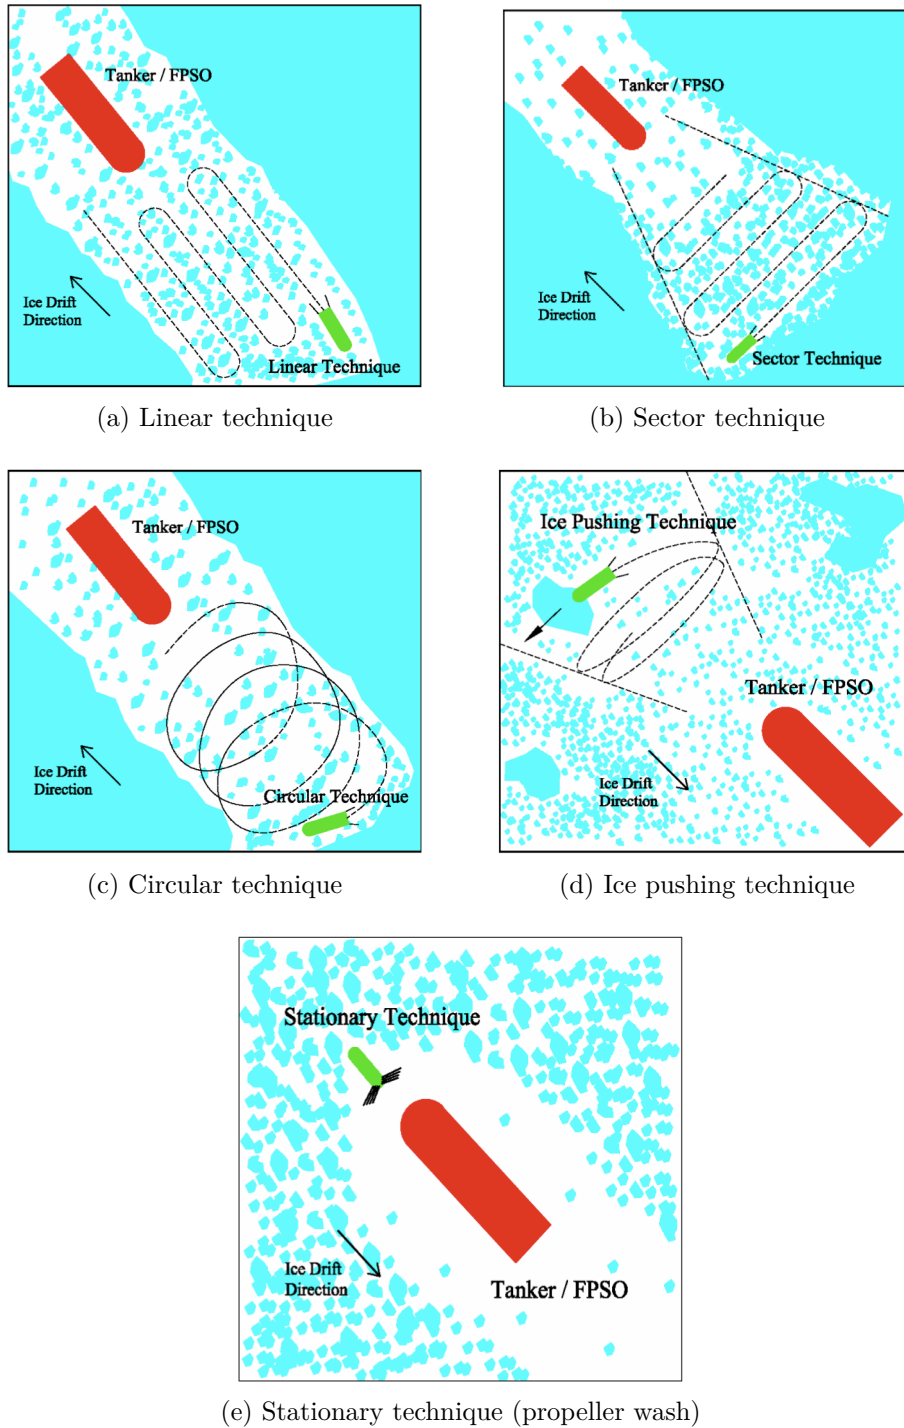 Tanker / FPSO
Ice Drift
Direction
Linear Technique
(a) Linear technique
Tanker / FPSO
Ice Drift
Direction
Sector Technique
(b) Sector technique
Tanker / FPSO
Ice Drift
Direction
Circular Technique
(c) Circular technique
Ice Pushing Technique
Tanker / FPSO
Ice Drift
Direction
(d) Ice pushing technique
Stationary Technique
Ice Drift
Direction
Tanker / FPSO
(e) Stationary technique (propeller wash)